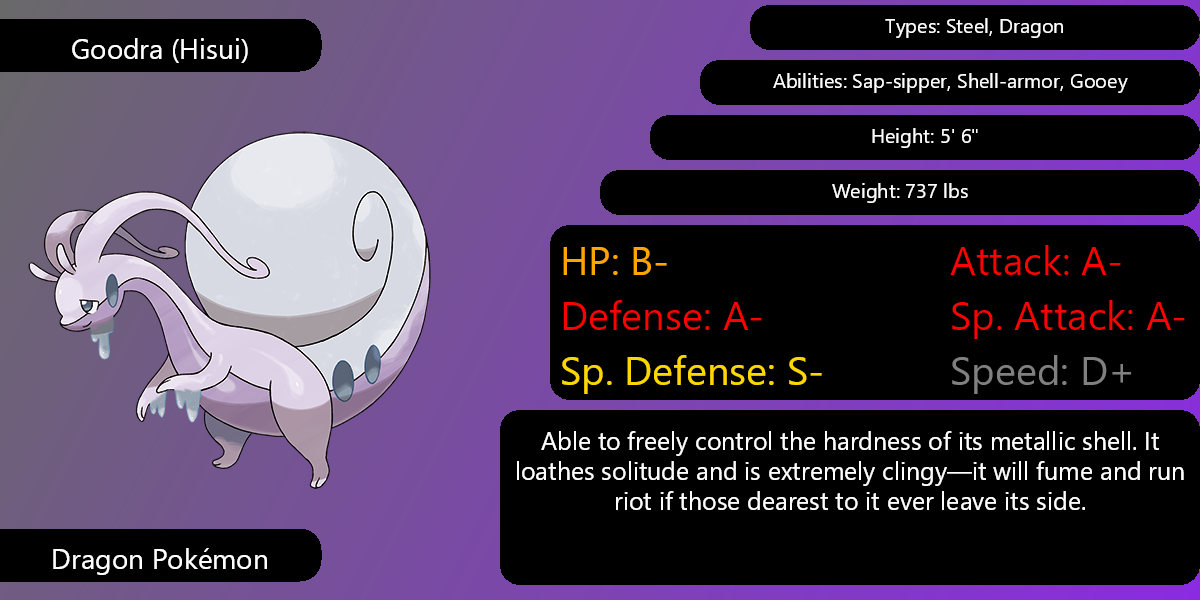 Goodra (Hisui)
Types: Steel, Dragon
Abilities: Sap-sipper, Shell-armor, Gooey
Height: 5' 6"
Weight: 737 lbs
HP: B-
Attack: A-
Defense: A-
Sp. Attack: A-
Sp. Defense: S-
Speed: D+
Able to freely control the hardness of its metallic shell. It
loathes solitude and is extremely clingy—it will fume and run
riot if those dearest to it ever leave its side.
Dragon Pokémon